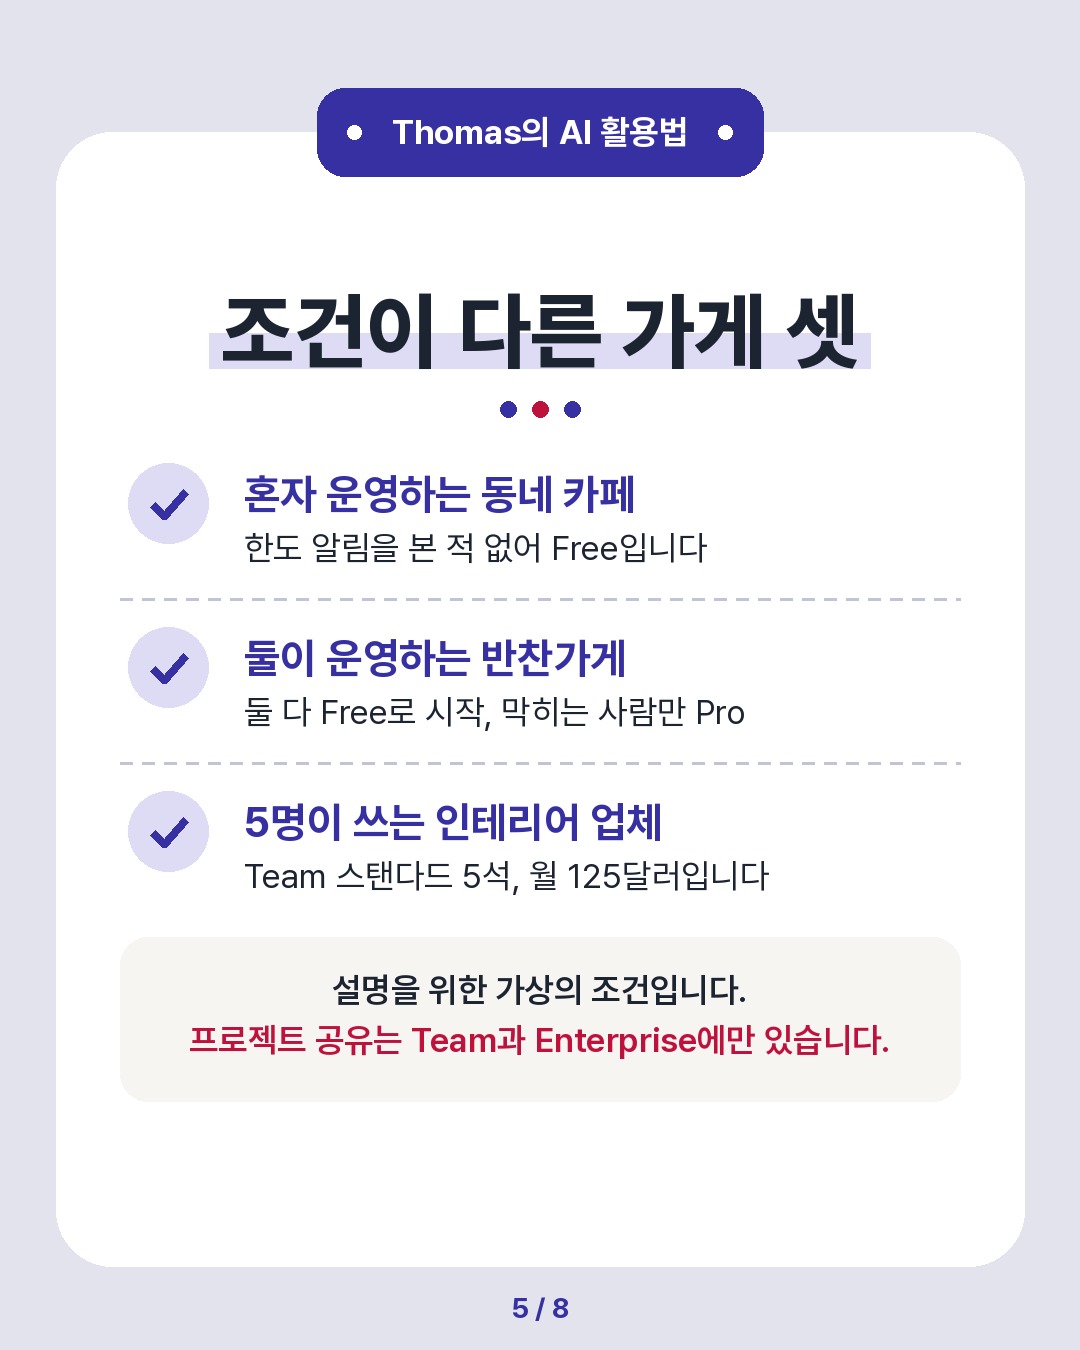 Thomas의 AI 활용법
조건이 다른 가게 셋
혼자 운영하는 동네 카페
한도 알림을 본 적 없어 Free입니다
둘이 운영하는 반찬가게
둘 다 Free로 시작, 막히는 사람만 Pro
5명이 쓰는 인테리어 업체
Team 스탠다드 5석, 월 125달러입니다
설명을 위한 가상의 조건입니다.
프로젝트 공유는 Team과 Enterprise에만 있습니다.
5 / 8